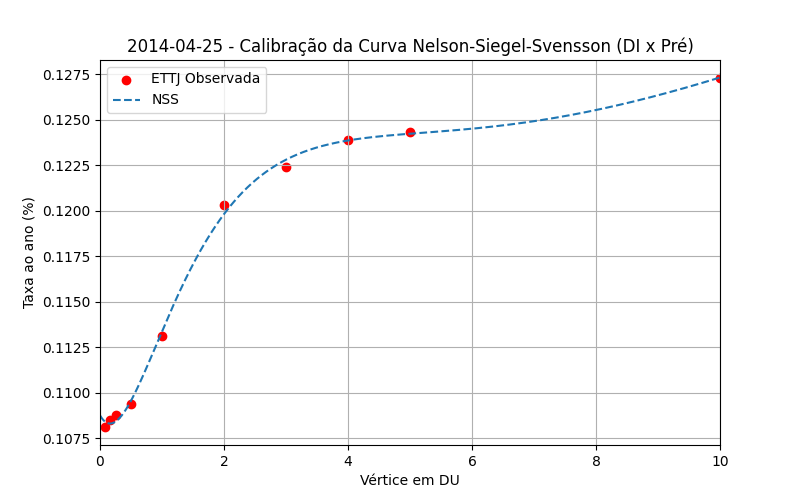 2014-04-25 - Calibração da Curva Nelson-Siegel-Svensson (DI x Pré)
ETTJ Observada
NSS
Taxa ao ano (%)
0.1275
0.1250
0.1225
0.1200
0.1175
0.1150
0.1125
0.1100
0.1075
0 2 4 6 8 10
Vértice em DU